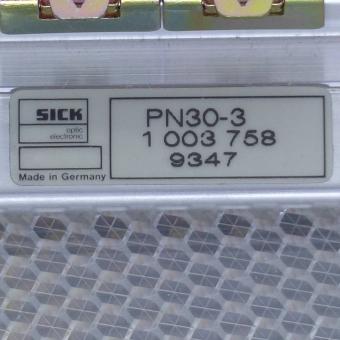 SICK
optic
electronic
Made in Germany
PN30-3
1 003 758
9347